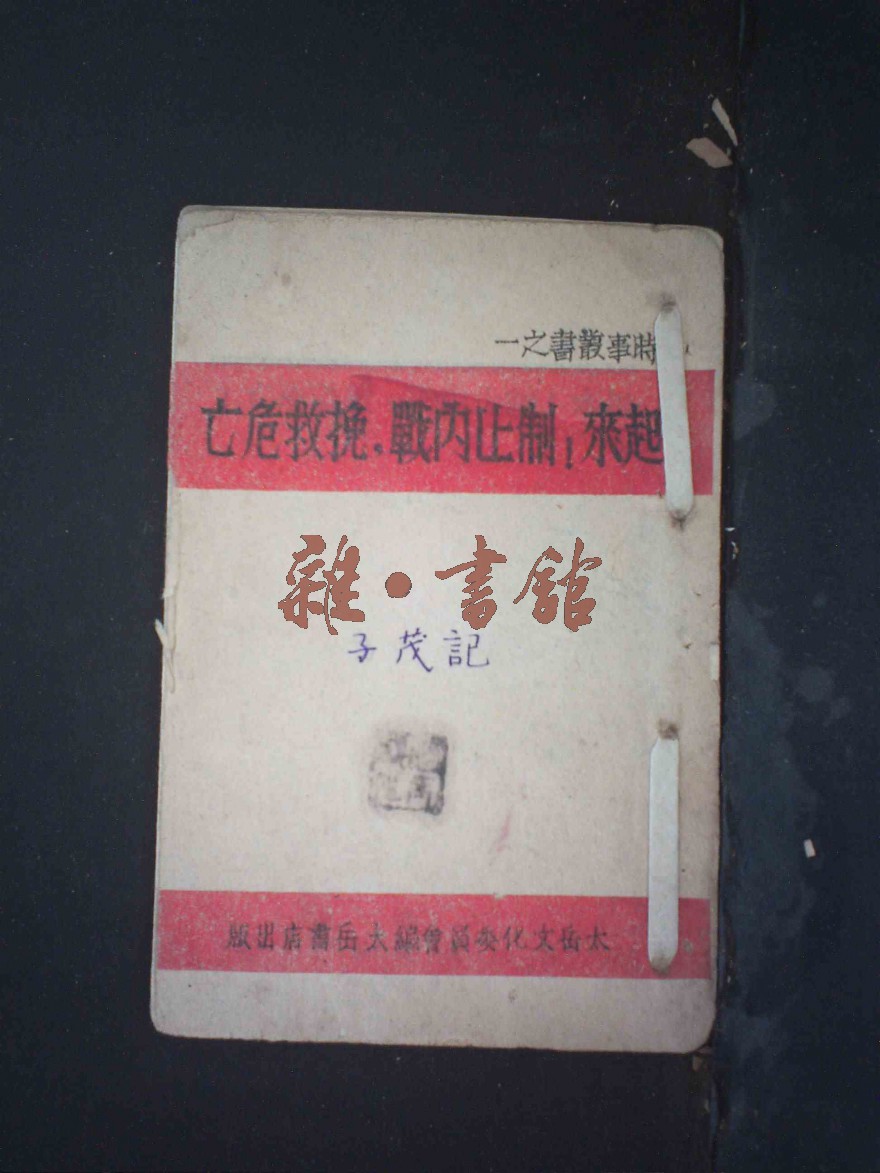 時事叢書之一
起來!制止內戰,挽救危亡
雜·書館
子茂記
太岳文化委員會編太岳書店出版